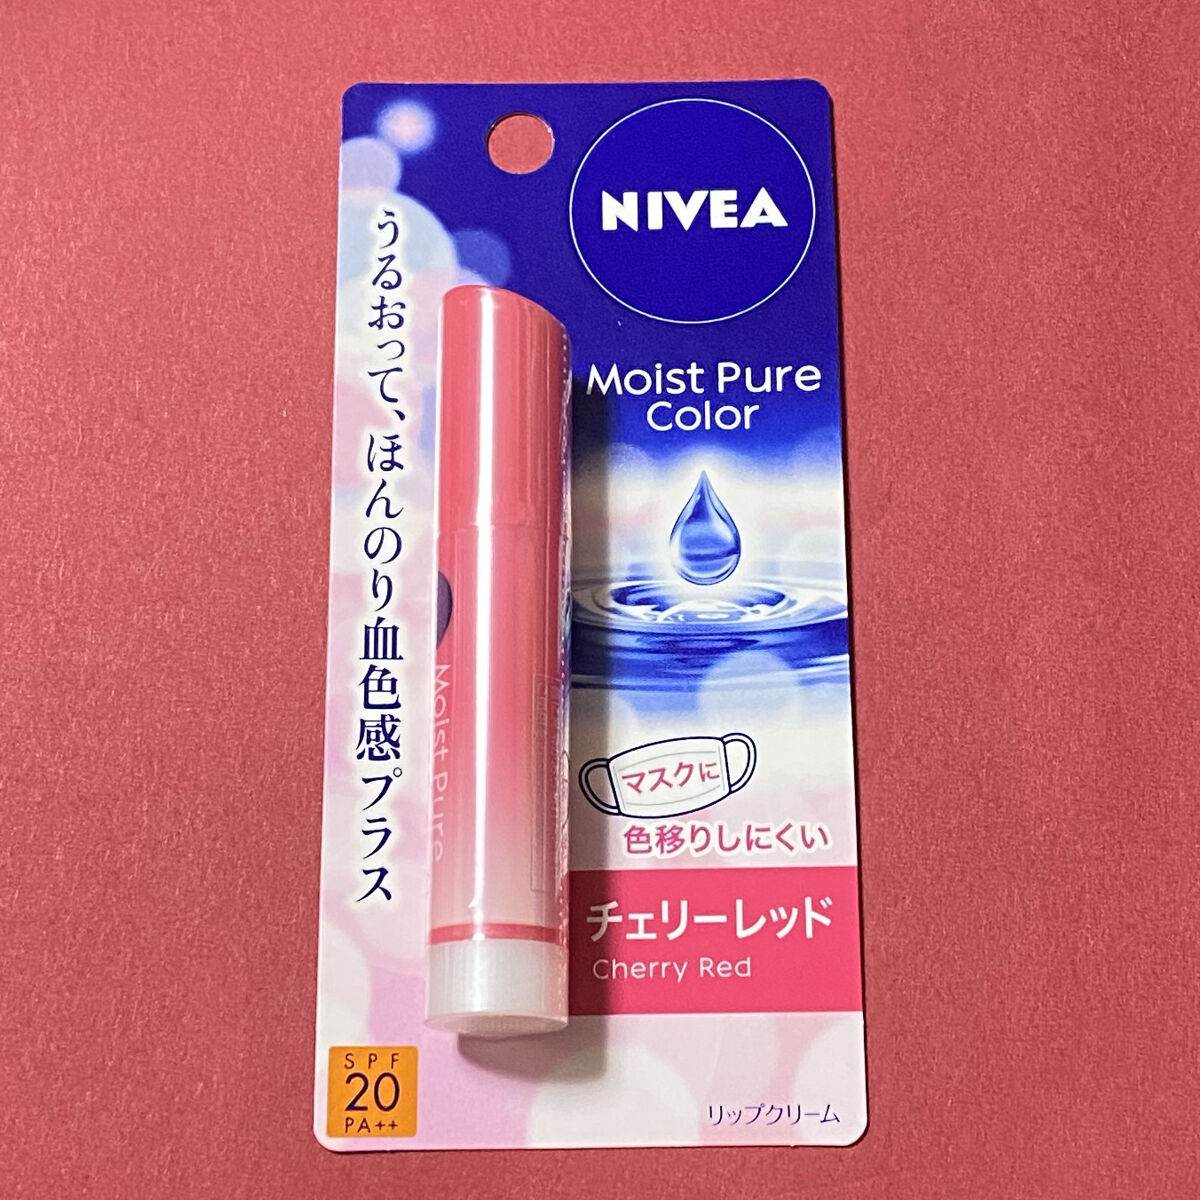 NIVEA
Moist Pure
Color
うるおって、ほんのり血色感プラス
Moist Pure
マスクに
色移りしにくい
チェリーレッド
Cherry Red
SPF
20
PA++
リップクリーム